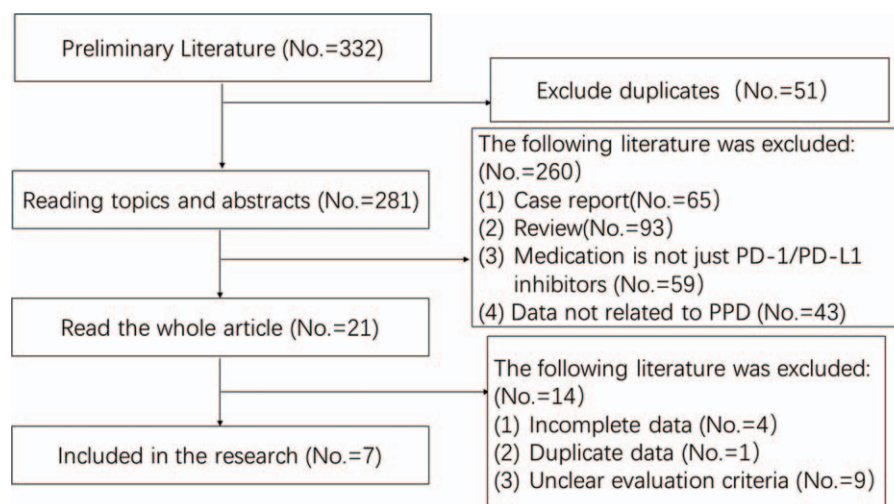 Preliminary Literature (No.=332)
Exclude duplicates（No.=51）
The following literature was excluded:
(No.=260）
(1) Case report(No.=65)
(2) Review(No.=93)
(3) Medication is not just PD-1/PD-L1
inhibitors (No.=59)
(4) Data not related to PPD (No.=43)
Reading topics and abstracts (No.=281)
Read the whole article (No.=21)
The following literature was excluded:
(No.=14）
(1) Incomplete data (No.=4)
(2) Duplicate data (No.=1)
(3) Unclear evaluation criteria (No.=9)
Included in the research (No.=7)